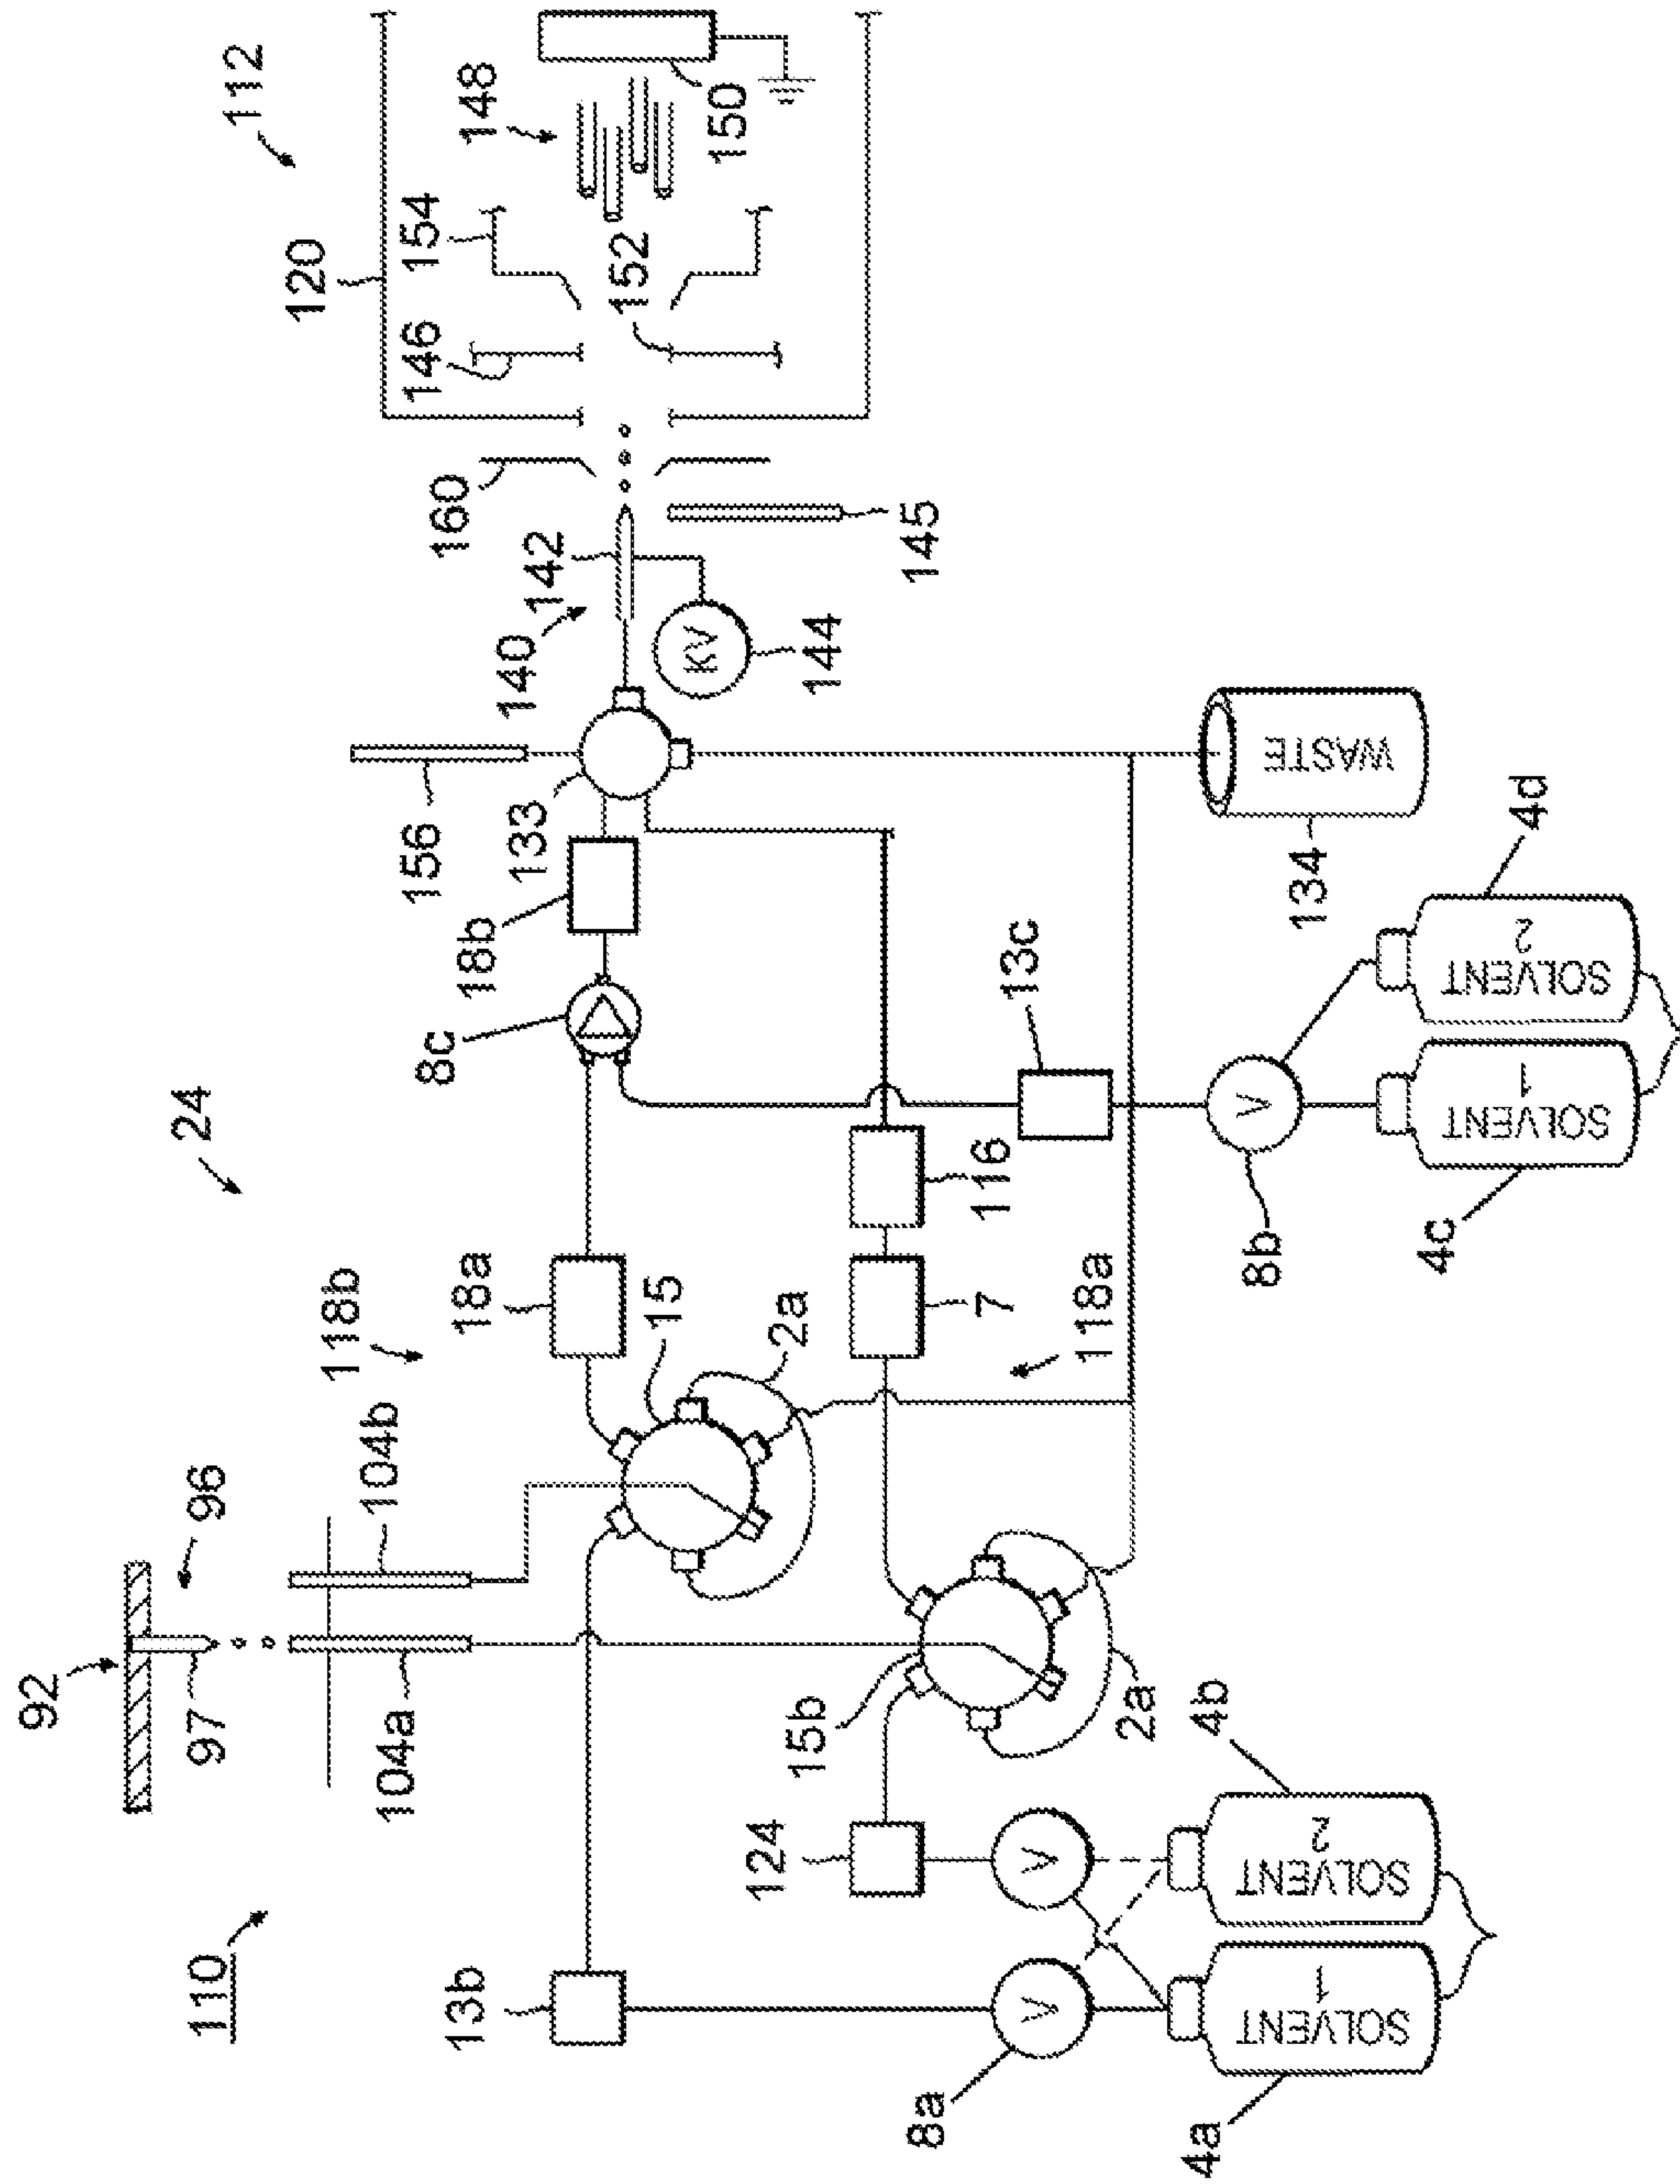 110
92
96
97
104a
104b
118b
24
112
120
154
148
146
152
150
160
145
142
140
KV
144
156
133
18b
8c
18a
15
2a
13b
124
15b
2a
7
116
118a
13c
V
8a
V
V
8b
SOLVENT
1
4a
SOLVENT
2
4b
SOLVENT
1
4c
SOLVENT
2
4d
WASTE
134